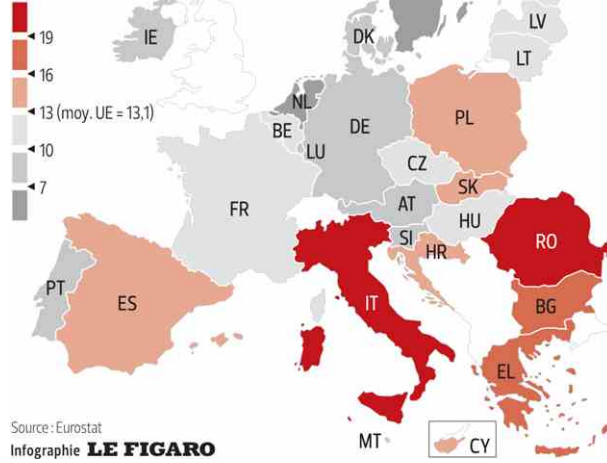 19
16
13 (moy. UE = 13,1)
10
7
IE
DK
LV
LT
NL
BE
DE
PL
LU
CZ
SK
FR
AT
HU
SI
HR
RO
PT
ES
IT
BG
EL
MT
CY
Source : Eurostat
Infographie LE FIGARO